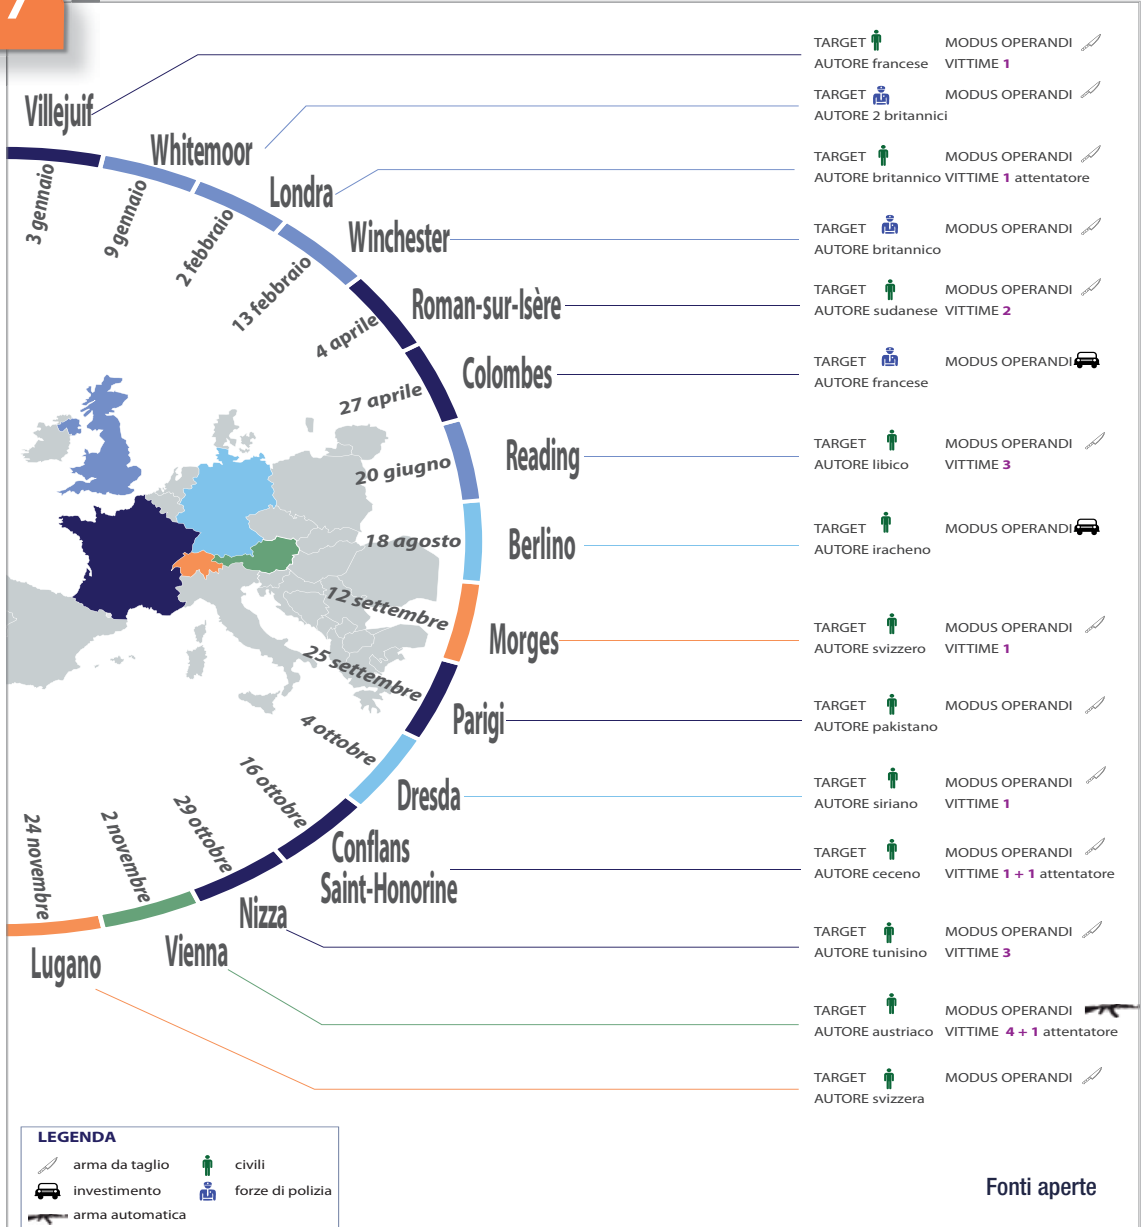 7
Villejuif
3 gennaio
TARGET MODUS OPERANDI
AUTORE francese VITTIME 1
Whitemoor
9 gennaio
TARGET MODUS OPERANDI
AUTORE 2 britannici
Londra
2 febbraio
TARGET MODUS OPERANDI
AUTORE britannico VITTIME 1 attentatore
Winchester
13 febbraio
TARGET MODUS OPERANDI
AUTORE britannico
Roman-sur-Isère
4 aprile
TARGET MODUS OPERANDI
AUTORE sudanese VITTIME 2
Colombes
27 aprile
TARGET MODUS OPERANDI
AUTORE francese
Reading
20 giugno
TARGET MODUS OPERANDI
AUTORE libico VITTIME 3
Berlino
18 agosto
TARGET MODUS OPERANDI
AUTORE iracheno
Morges
12 settembre
TARGET MODUS OPERANDI
AUTORE svizzero VITTIME 1
Parigi
25 settembre
TARGET MODUS OPERANDI
AUTORE pakistano
Dresda
4 ottobre
TARGET MODUS OPERANDI
AUTORE siriano VITTIME 1
Conflans
Saint-Honorine
16 ottobre
TARGET MODUS OPERANDI
AUTORE ceceno VITTIME 1 + 1 attentatore
Nizza
29 ottobre
TARGET MODUS OPERANDI
AUTORE tunisino VITTIME 3
Vienna
2 novembre
TARGET MODUS OPERANDI
AUTORE austriaco VITTIME 4 + 1 attentatore
Lugano
24 novembre
TARGET MODUS OPERANDI
AUTORE svizzera
LEGENDA
arma da taglio civili
investimento forze di polizia
arma automatica
Fonti aperte